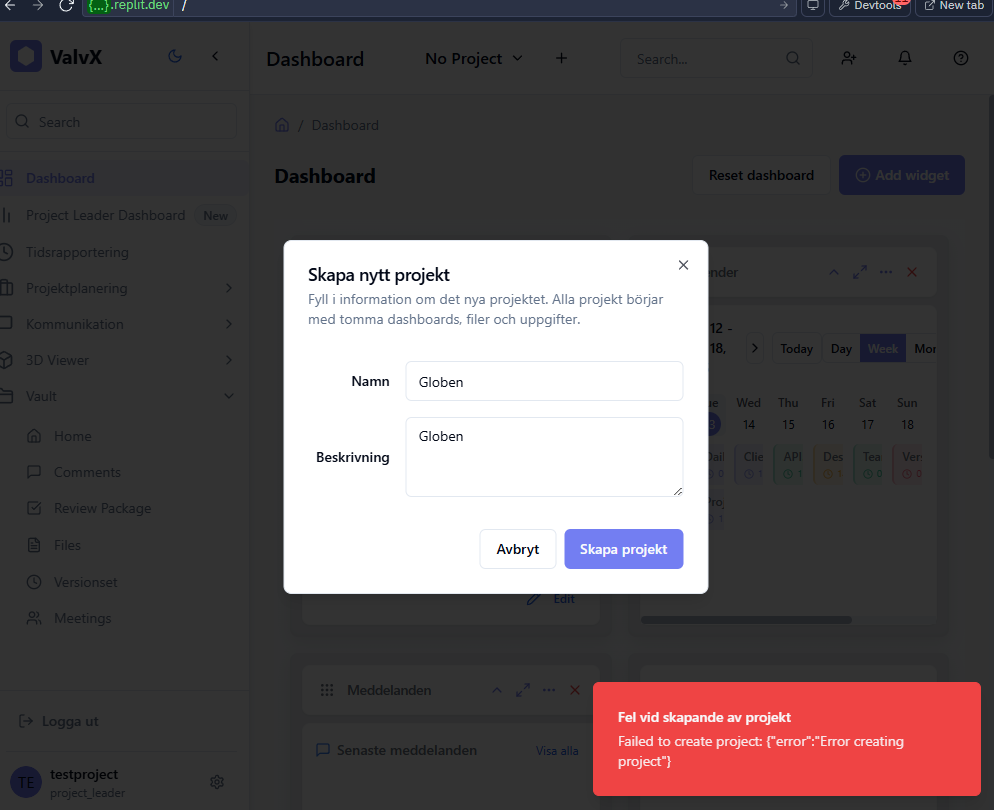 {...}.replit.dev /
Devtools
New tab
ValvX
Dashboard
No Project
Search...
Search
Dashboard
Project Leader Dashboard New
Tidsrapportering
Projektplanering
Kommunikation
3D Viewer
Vault
Home
Comments
Review Package
Files
Versionset
Meetings
Logga ut
TE
testproject
project_leader
Dashboard
Dashboard
Reset dashboard
Add widget
Skapa nytt projekt
Fyll i information om det nya projektet. Alla projekt börjar
med tomma dashboards, filer och uppgifter.
Namn
Globen
Beskrivning
Globen
Avbryt
Skapa projekt
Edit
ender
12 -
18,
Today
Day
Week
Mon
ue Wed Thu Fri Sat Sun
14 15 16 17 18
Dail Clie API Des Tea Vers
Proj
Meddelanden
Senaste meddelanden
Visa alla
Fel vid skapande av projekt
Failed to create project: {"error":"Error creating
project"}